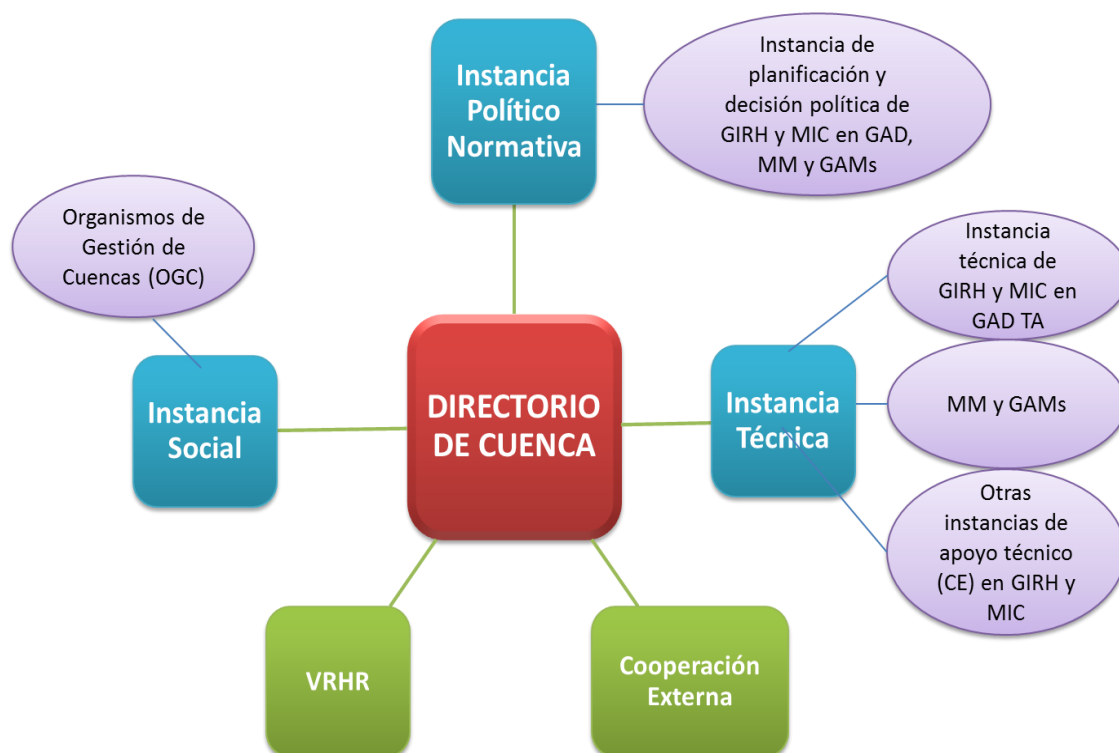 Instancia
Político
Normativa
Instancia de
planificación y
decisión política de
GIRH y MIC en GAD,
MM y GAMs
Organismos de
Gestión de
Cuencas (OGC)
Instancia
técnica de
GIRH y MIC en
GAD TA
Instancia
Social
DIRECTORIO
DE CUENCA
Instancia
Técnica
MM y GAMs
Otras
instancias de
apoyo técnico
(CE) en GIRH y
MIC
VRHR
Cooperación
Externa